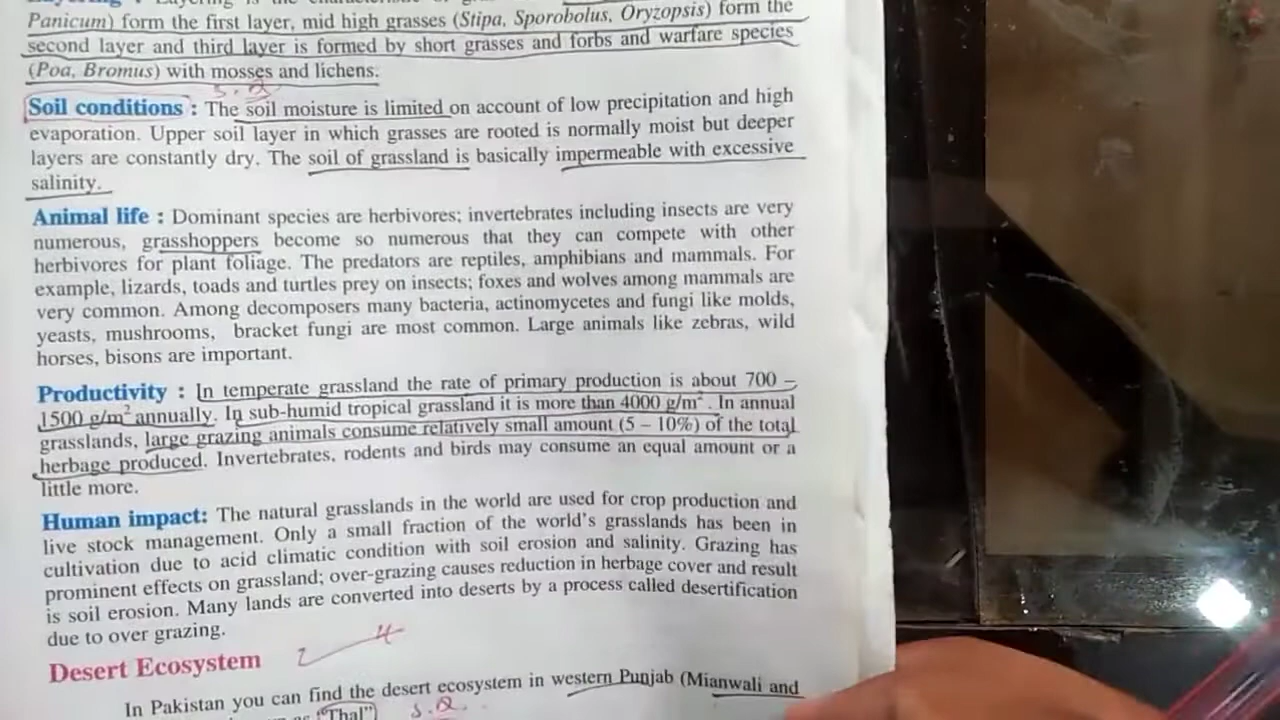 Panicum) form the first layer, mid high grasses (Stipa, Sporobolus, Oryzopsis) form the
second layer and third layer is formed by short grasses and forbs and warfare species
(Poa, Bromus) with mosses and lichens.
S.Q
Soil conditions : The soil moisture is limited on account of low precipitation and high
evaporation. Upper soil layer in which grasses are rooted is normally moist but deeper
layers are constantly dry. The soil of grassland is basically impermeable with excessive
salinity.
Animal life : Dominant species are herbivores; invertebrates including insects are very
numerous, grasshoppers become so numerous that they can compete with other
herbivores for plant foliage. The predators are reptiles, amphibians and mammals. For
example, lizards, toads and turtles prey on insects; foxes and wolves among mammals are
very common. Among decomposers many bacteria, actinomycetes and fungi like molds,
yeasts, mushrooms, bracket fungi are most common. Large animals like zebras, wild
horses, bisons are important.
Productivity : In temperate grassland the rate of primary production is about 700 –
1500 g/m² annually. In sub-humid tropical grassland it is more than 4000 g/m² . In annual
grasslands, large grazing animals consume relatively small amount (5 – 10%) of the total
herbage produced. Invertebrates, rodents and birds may consume an equal amount or a
little more.
Human impact: The natural grasslands in the world are used for crop production and
live stock management. Only a small fraction of the world's grasslands has been in
cultivation due to acid climatic condition with soil erosion and salinity. Grazing has
prominent effects on grassland; over-grazing causes reduction in herbage cover and result
is soil erosion. Many lands are converted into deserts by a process called desertification
due to over grazing.
Desert Ecosystem
In Pakistan you can find the desert ecosystem in western Punjab (Mianwali and
"Thal") S.Q.